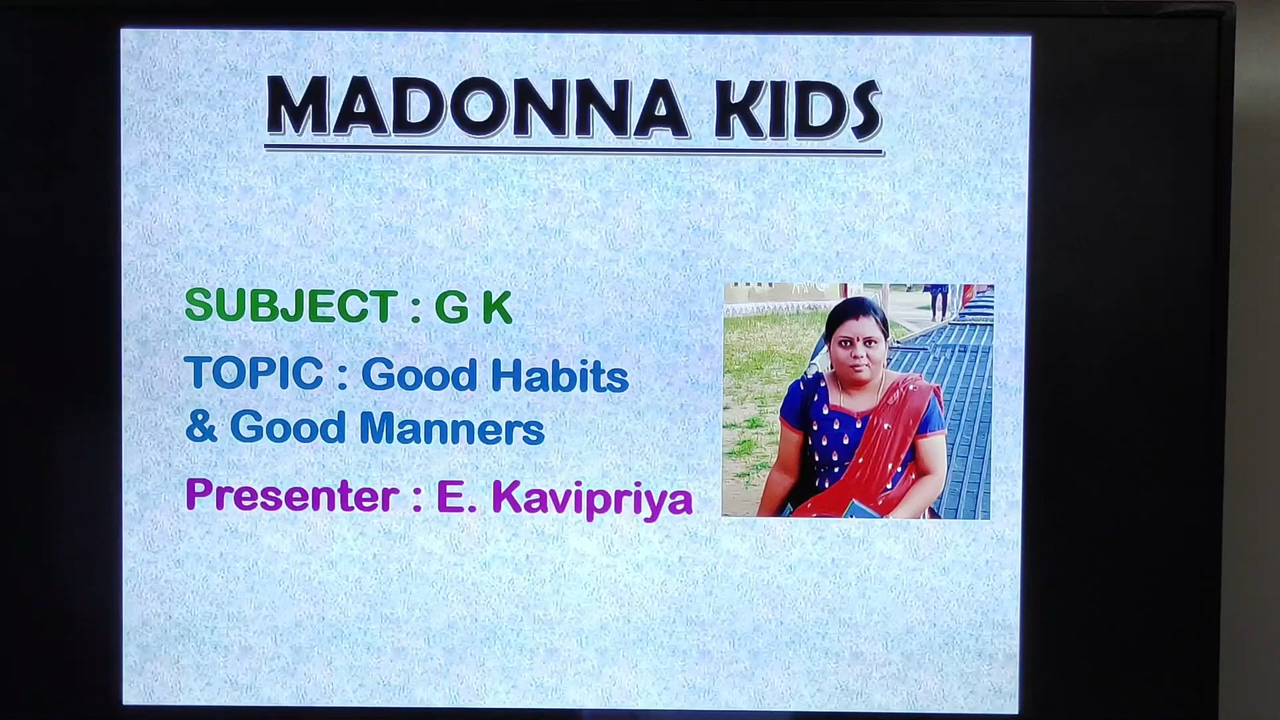 MADONNA KIDS
SUBJECT : G K
TOPIC : Good Habits
& Good Manners
Presenter : E. Kavipriya